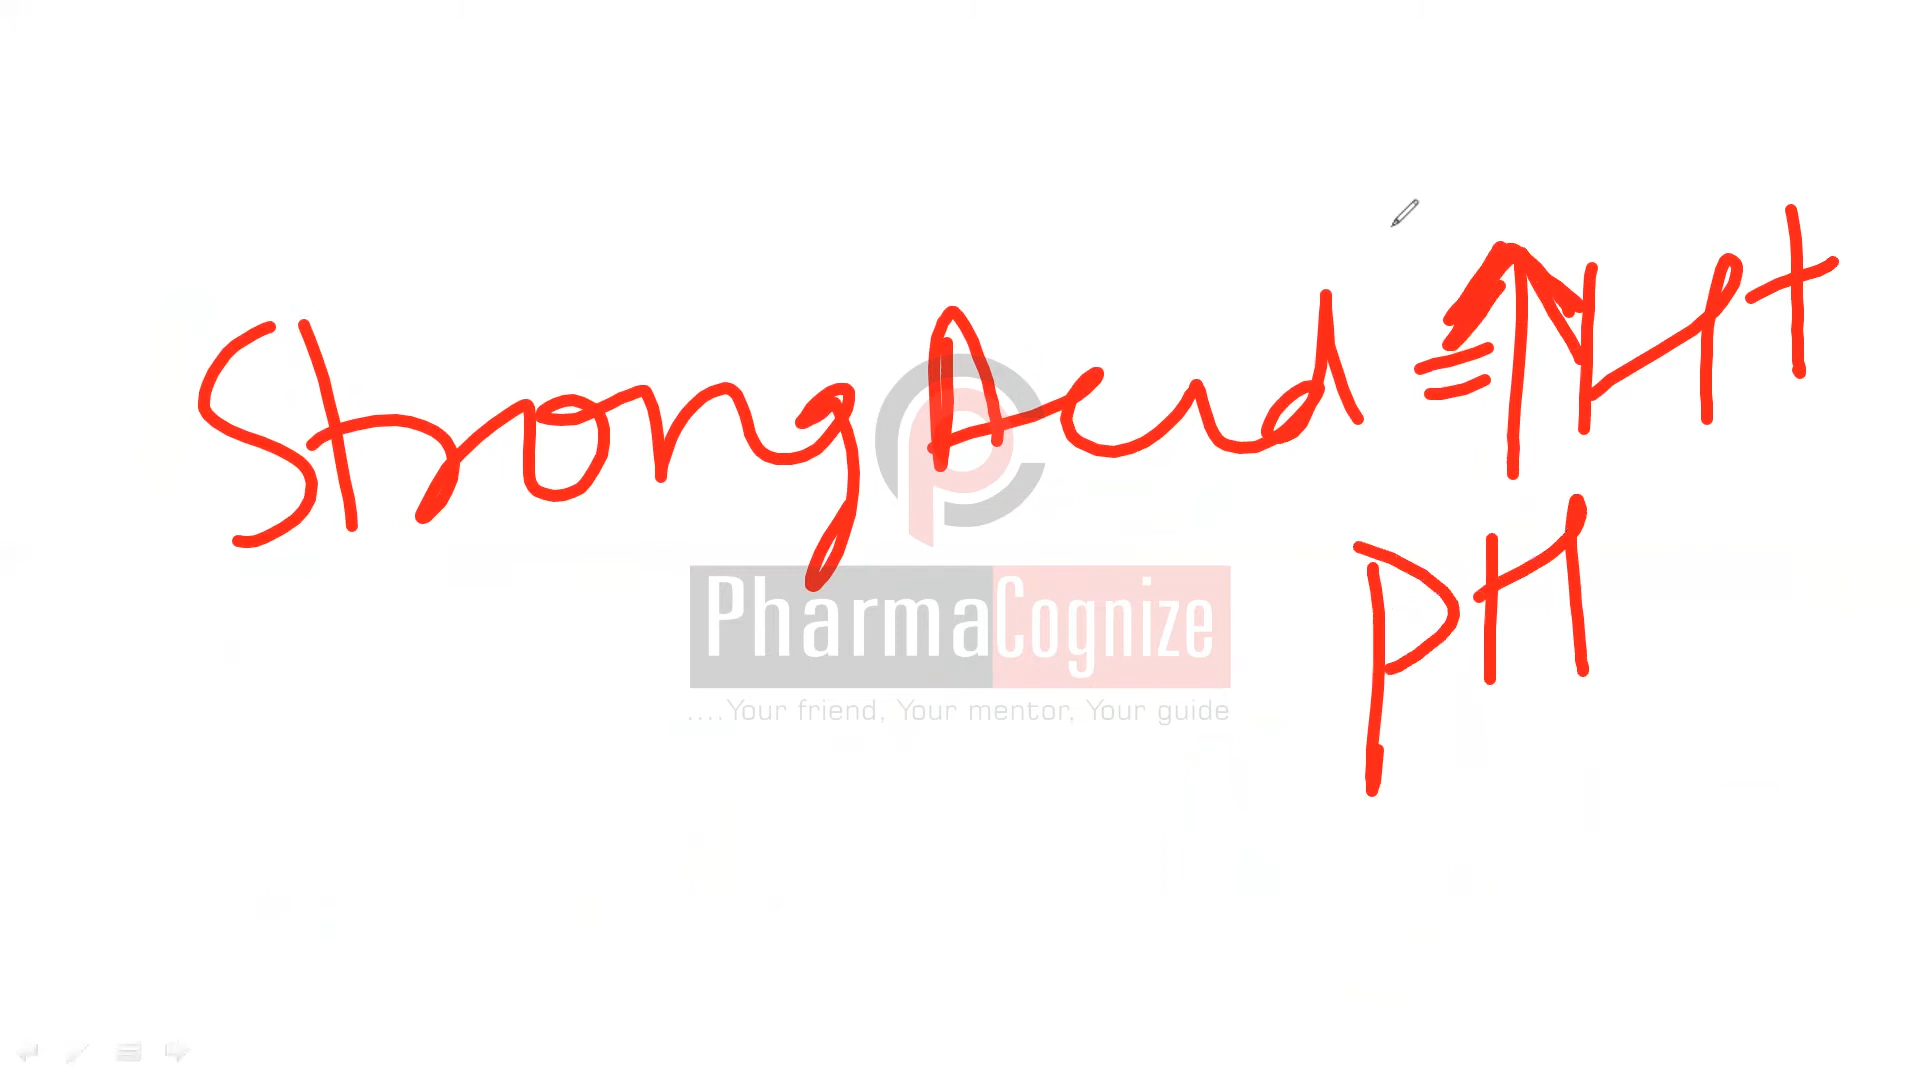 Strong Acid = ↑ H+
PH
PharmaCognize
....Your friend, Your mentor, Your guide